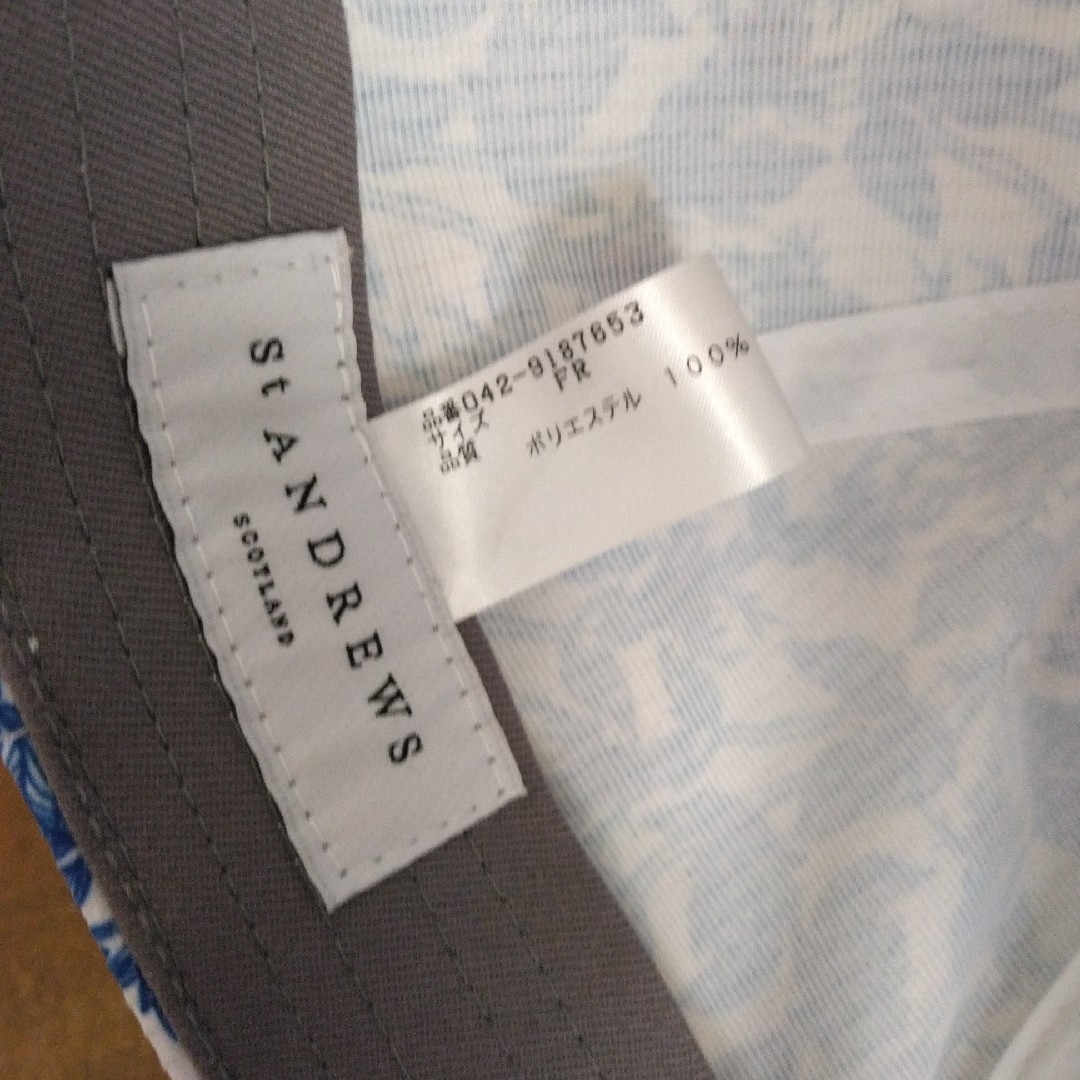 St ANDREWS
SCOTLAND
品番042-9187653
サイズ FR
品質 ポリエステル 100%